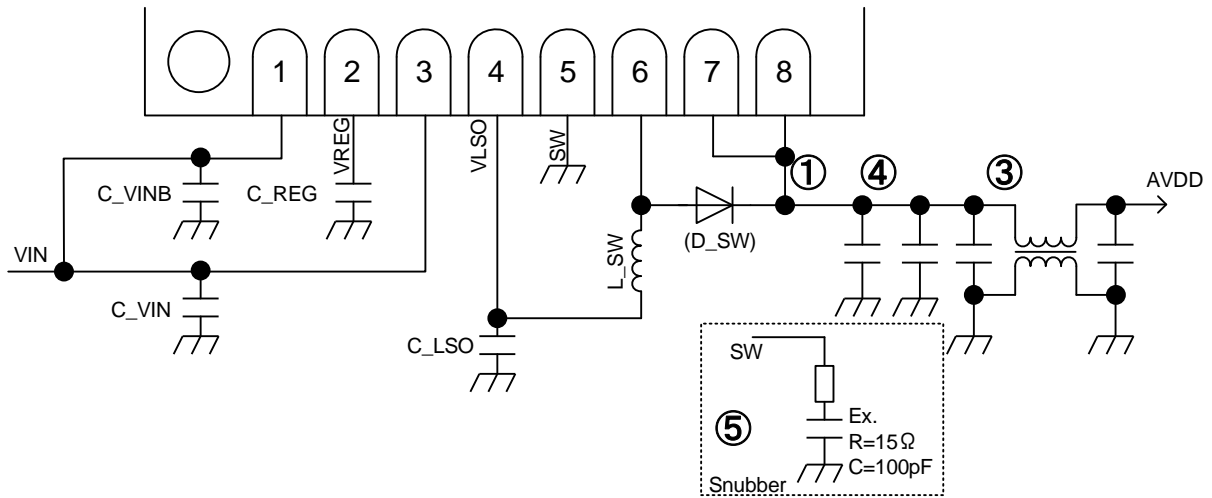 1 2 3 4 5 6 7 8
VREG
VLSO
SW
① ④ ③
AVDD
C_VINB
C_REG
(D_SW)
L_SW
VIN
C_VIN
C_LSO
SW
⑤
Ex.
R=15Ω
C=100pF
Snubber